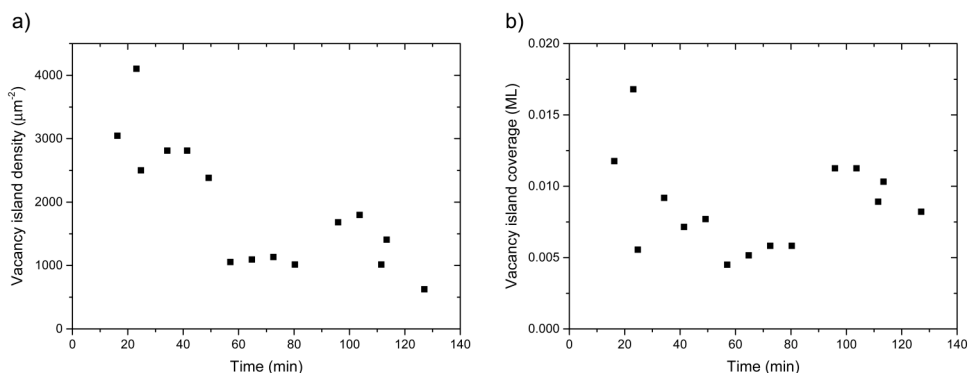 a)
4000
3000
2000
1000
0
Vacancy island density (μm⁻²)
0 20 40 60 80 100 120 140
Time (min)
b)
0.020
0.015
0.010
0.005
0.000
Vacancy island coverage (ML)
0 20 40 60 80 100 120 140
Time (min)